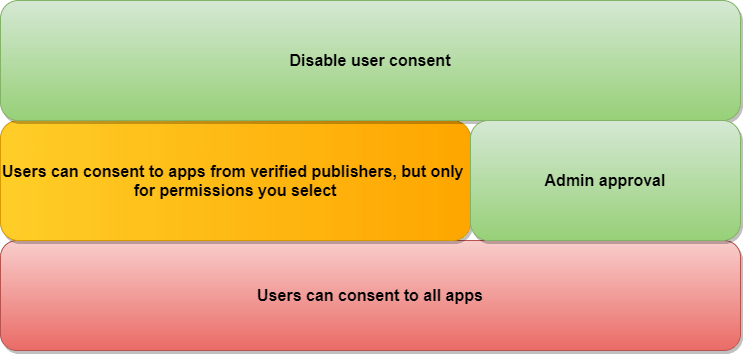 Disable user consent
Users can consent to apps from verified publishers, but only
for permissions you select
Admin approval
Users can consent to all apps